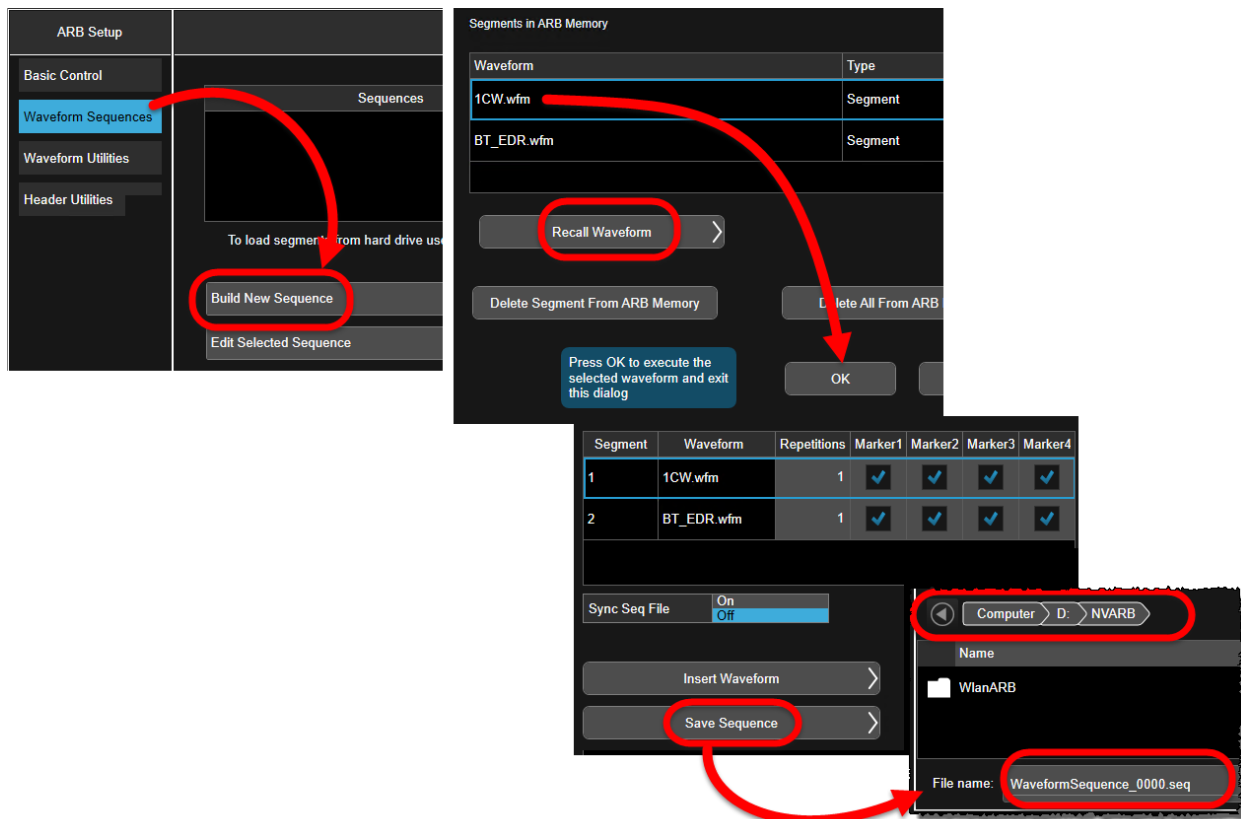 ARB Setup
Basic Control
Waveform Sequences
Waveform Utilities
Header Utilities
Sequences
To load segments from hard drive use
Build New Sequence
Edit Selected Sequence
Segments in ARB Memory
Waveform Type
1CW.wfm Segment
BT_EDR.wfm Segment
Recall Waveform
Delete Segment From ARB Memory
Delete All From ARB
Press OK to execute the
selected waveform and exit
this dialog
OK
Segment Waveform Repetitions Marker1 Marker2 Marker3 Marker4
1 1CW.wfm 1
2 BT_EDR.wfm 1
Sync Seq File
On
Off
Insert Waveform
Save Sequence
Computer D: NVARB
Name
WlanARB
File name: WaveformSequence_0000.seq